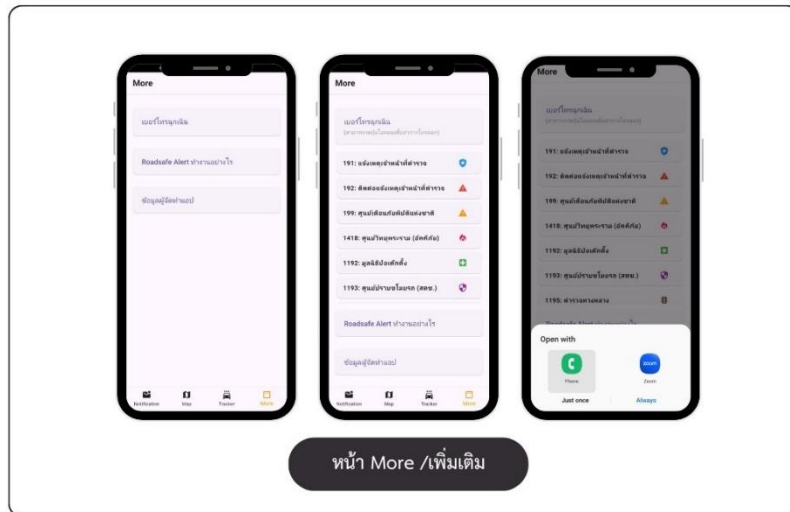 More
เบอร์โทรฉุกเฉิน
Roadsafe Alert ทำงานอย่างไร
ข้อมูลผู้จัดทำแอป
Notification
Map
Tracker
More
More
เบอร์โทรฉุกเฉิน
191: แจ้งเหตุเจ้าหน้าที่ตำรวจ
192: ติดต่อแจ้งเหตุเจ้าหน้าที่ตำรวจ
199: ศูนย์เตือนภัยพิบัติแห่งชาติ
1418: ศูนย์วิทยุพระราม (อัคคีภัย)
1192: มูลนิธิป่อเต็กตึ๊ง
1193: ศูนย์ปราบขโมยรถ (สตช.)
Roadsafe Alert ทำงานอย่างไร
ข้อมูลผู้จัดทำแอป
Notification
Map
Tracker
More
More
เบอร์โทรฉุกเฉิน
191: แจ้งเหตุเจ้าหน้าที่ตำรวจ
192: ติดต่อแจ้งเหตุเจ้าหน้าที่ตำรวจ
199: ศูนย์เตือนภัยพิบัติแห่งชาติ
1418: ศูนย์วิทยุพระราม (อัคคีภัย)
1192: มูลนิธิป่อเต็กตึ๊ง
1193: ศูนย์ปราบขโมยรถ (สตช.)
1195: ตำรวจทางหลวง
Roadsafe Alert ทำงานอย่างไร
Open with
zoom
Phone
Zoom
Just once
Always
หน้า More /เพิ่มเติม